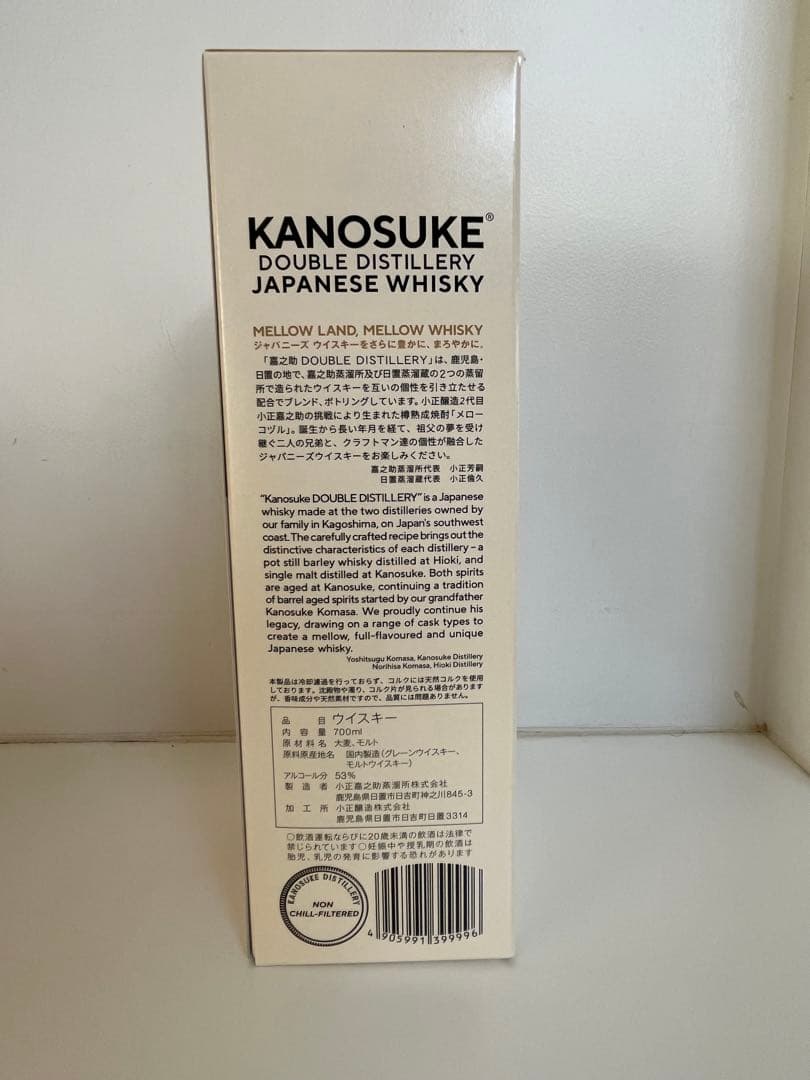 KANOSUKE®
DOUBLE DISTILLERY
JAPANESE WHISKY
MELLOW LAND, MELLOW WHISKY
ジャパニーズ ウイスキーをさらに豊かに、まろやかに。
「嘉之助 DOUBLE DISTILLERY」は、鹿児島・
日置の地で、嘉之助蒸溜所及び日置蒸溜蔵の2つの蒸留
所で造られたウイスキーを互いの個性を引き立たせる
配合でブレンド、ボトリングしています。小正醸造2代目
小正嘉之助の挑戦により生まれた樽熟成焼酎「メロー
コヅル」。誕生から長い年月を経て、祖父の夢を受け
継ぐ二人の兄弟と、クラフトマン達の個性が融合した
ジャパニーズウイスキーをお楽しみください。
嘉之助蒸溜所代表 小正芳嗣
日置蒸溜蔵代表 小正倫久
"Kanosuke DOUBLE DISTILLERY" is a Japanese
whisky made at the two distilleries owned by
our family in Kagoshima, on Japan's southwest
coast. The carefully crafted recipe brings out the
distinctive characteristics of each distillery – a
pot still barley whisky distilled at Hioki, and
single malt distilled at Kanosuke. Both spirits
are aged at Kanosuke, continuing a tradition
of barrel aged spirits started by our grandfather
Kanosuke Komasa. We proudly continue his
legacy, drawing on a range of cask types to
create a mellow, full-flavoured and unique
Japanese whisky.
Yoshitsugu Komasa, Kanosuke Distillery
Norihisa Komasa, Hioki Distillery
本製品は冷却濾過を行っておらず、コルクには天然コルクを使用
しております。沈殿物や濁り、コルク片が見られる場合があります
が、香味成分や天然素材ですので、品質には問題ありません。
品目 ウイスキー
内容量 700ml
原材料名 大麦、モルト
原料原産地名 国内製造(グレーンウイスキー、
モルトウイスキー)
アルコール分 53%
製造者 小正嘉之助蒸溜所株式会社
鹿児島県日置市日吉町神之川845-3
加工所 小正醸造株式会社
鹿児島県日置市日吉町日置3314
○飲酒運転ならびに20歳未満の飲酒は法律で
禁じられています○妊娠中や授乳期の飲酒は
胎児、乳児の発育に影響する恐れがあります
KANOSUKE DISTILLERY
NON
CHILL-FILTERED
4 905991 399996